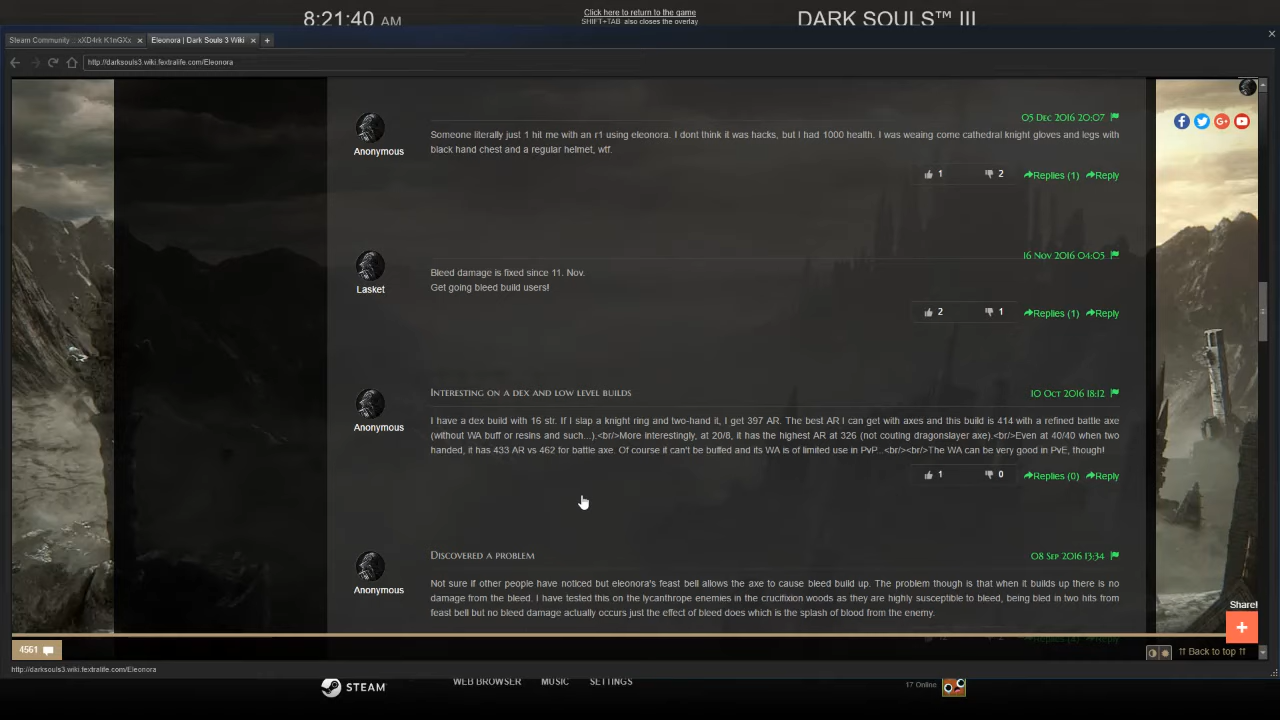 8:21:40 AM
Click here to return to the game
SHIFT+TAB also closes the overlay
DARK SOULS™ III
Steam Community :: xXD4rk K1nGXx
Eleonora | Dark Souls 3 Wiki
http://darksouls3.wiki.fextralife.com/Eleonora
05 Dec 2016 20:07
Someone literally just 1 hit me with an r1 using eleonora. I dont think it was hacks, but I had 1000 health. I was weaing come cathedral knight gloves and legs with
black hand chest and a regular helmet, wtf.
Anonymous
1 2 Replies (1) Reply
16 Nov 2016 04:05
Bleed damage is fixed since 11. Nov.
Get going bleed build users!
Lasket
2 1 Replies (1) Reply
Interesting on a dex and low level builds
10 Oct 2016 18:12
I have a dex build with 16 str. If I slap a knight ring and two-hand it, I get 397 AR. The best AR I can get with axes and this build is 414 with a refined battle axe
(without WA buff or resins and such...).<br/>More interestingly, at 20/8, it has the highest AR at 326 (not couting dragonslayer axe).<br/>Even at 40/40 when two
handed, it has 433 AR vs 462 for battle axe. Of course it can't be buffed and its WA is of limited use in PvP...<br/><br/>The WA can be very good in PvE, though!
Anonymous
1 0 Replies (0) Reply
Discovered a problem
08 Sep 2016 13:34
Not sure if other people have noticed but eleonora's feast bell allows the axe to cause bleed build up. The problem though is that when it builds up there is no
damage from the bleed. I have tested this on the lycanthrope enemies in the crucifixion woods as they are highly susceptible to bleed, being bled in two hits from
feast bell but no bleed damage actually occurs just the effect of bleed does which is the splash of blood from the enemy.
Anonymous
Share!
4561
Back to top
http://darksouls3.wiki.fextralife.com/Eleonora
STEAM
WEB BROWSER MUSIC SETTINGS
17 Online